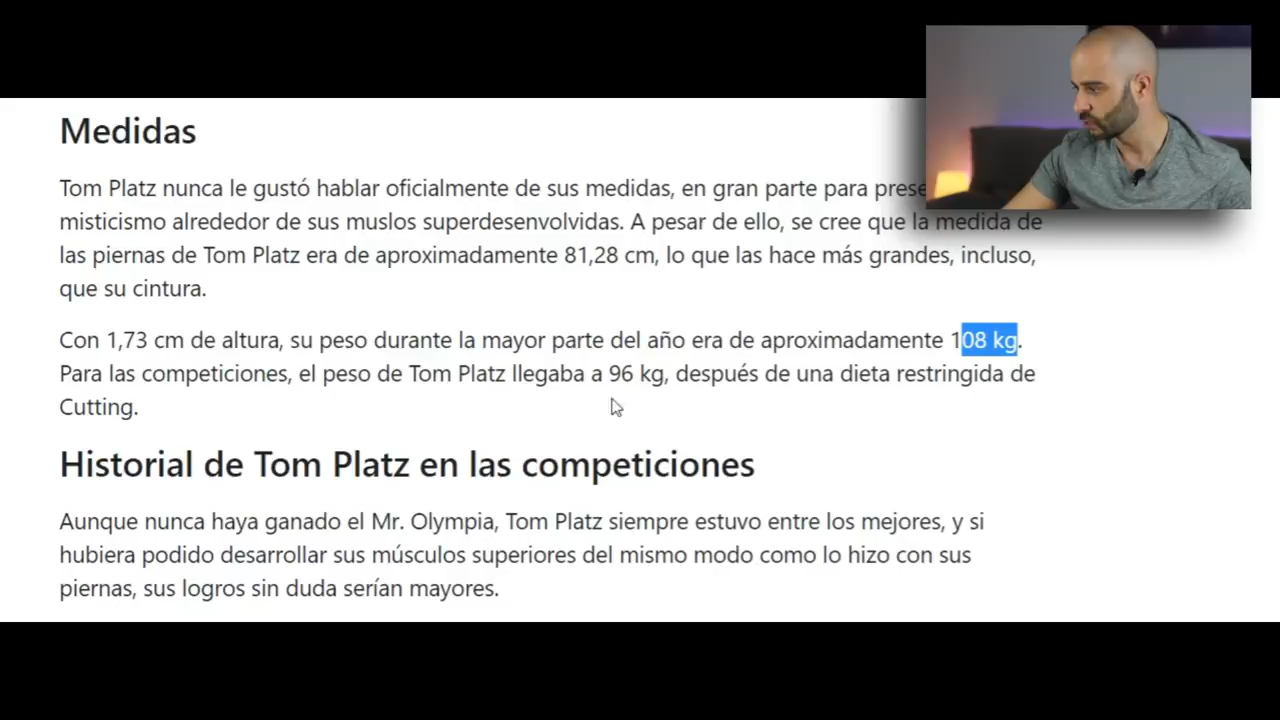 Medidas
Tom Platz nunca le gustó hablar oficialmente de sus medidas, en gran parte para
misticismo alrededor de sus muslos superdesenvolvidas. A pesar de ello, se cree que la medida de
las piernas de Tom Platz era de aproximadamente 81,28 cm, lo que las hace más grandes, incluso,
que su cintura.
Con 1,73 cm de altura, su peso durante la mayor parte del año era de aproximadamente 108 kg.
Para las competiciones, el peso de Tom Platz llegaba a 96 kg, después de una dieta restringida de
Cutting.
Historial de Tom Platz en las competiciones
Aunque nunca haya ganado el Mr. Olympia, Tom Platz siempre estuvo entre los mejores, y si
hubiera podido desarrollar sus músculos superiores del mismo modo como lo hizo con sus
piernas, sus logros sin duda serían mayores.